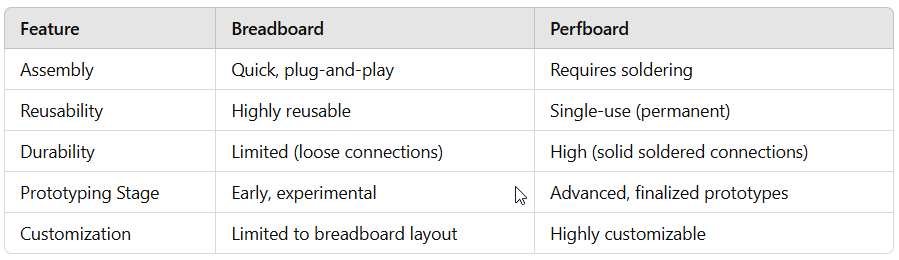 Feature Breadboard Perfboard
Assembly Quick, plug-and-play Requires soldering
Reusability Highly reusable Single-use (permanent)
Durability Limited (loose connections) High (solid soldered connections)
Prototyping Stage Early, experimental Advanced, finalized prototypes
Customization Limited to breadboard layout Highly customizable